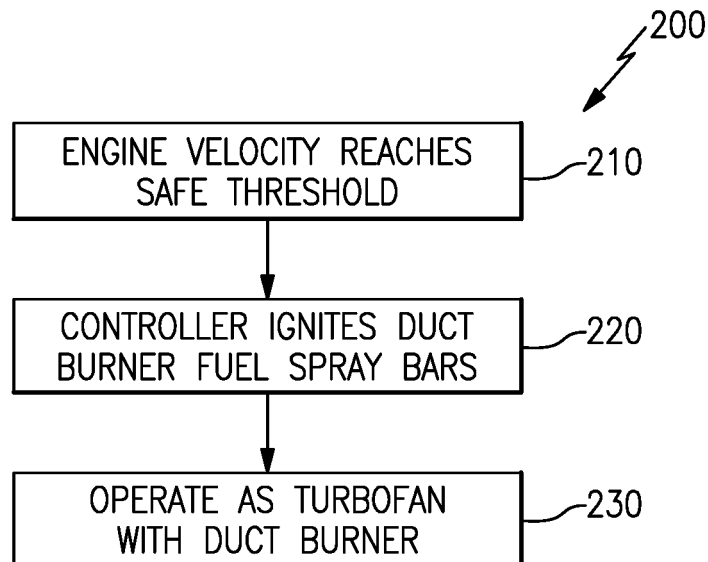 200
ENGINE VELOCITY REACHES
SAFE THRESHOLD
210
CONTROLLER IGNITES DUCT
BURNER FUEL SPRAY BARS
220
OPERATE AS TURBOFAN
WITH DUCT BURNER
230